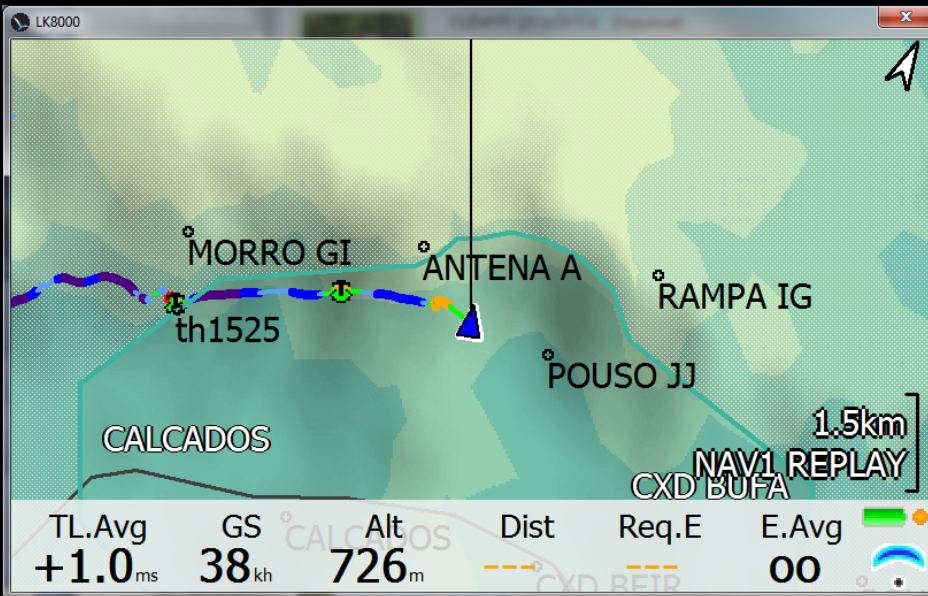 LK8000
MORRO GI
ANTENA A
RAMPA IG
th1525
POUSO JJ
CALCADOS
1.5km
NAV1 REPLAY
CXD BUFA
TL.Avg GS Alt Dist Req.E E.Avg
CALCADOS
+1.0ms 38kh 726m --- --- oo
CXD BEIR